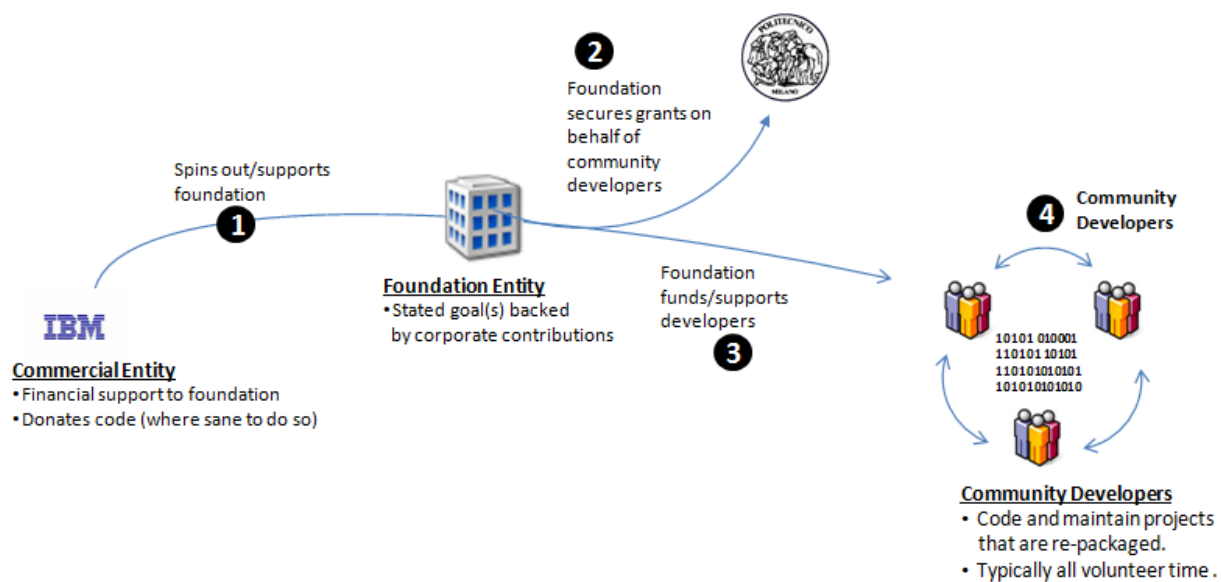 POLITECNICO
MILANO
2
Foundation
secures grants on
behalf of
community
developers
Spins out/supports
foundation
1
4
Community
Developers
Foundation Entity
•Stated goal(s) backed
by corporate contributions
Foundation
funds/supports
developers
3
IBM
Commercial Entity
•Financial support to foundation
•Donates code (where sane to do so)
10101 010001
110101 10101
110101010101
101010101010
Community Developers
• Code and maintain projects
that are re-packaged.
• Typically all volunteer time .